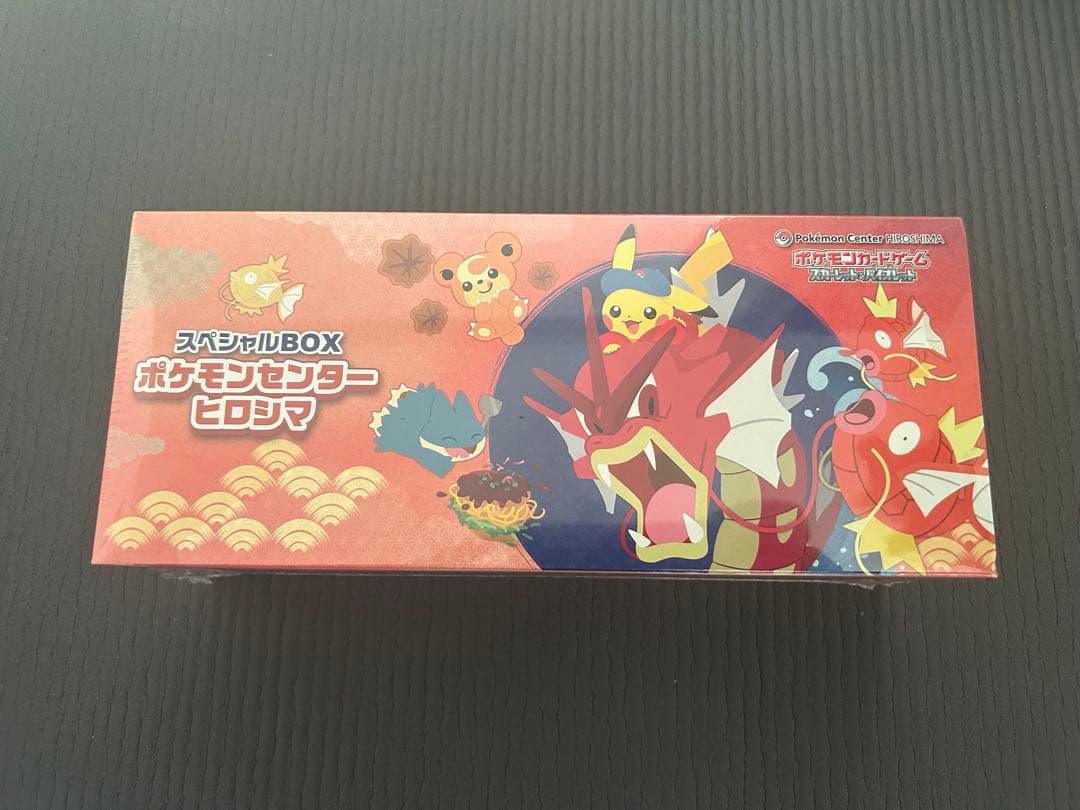 スペシャルBOX
ポケモンセンター
ヒロシマ
Pokémon Center HIROSHIMA
ポケモンカードゲーム
スカーレット&バイオレット